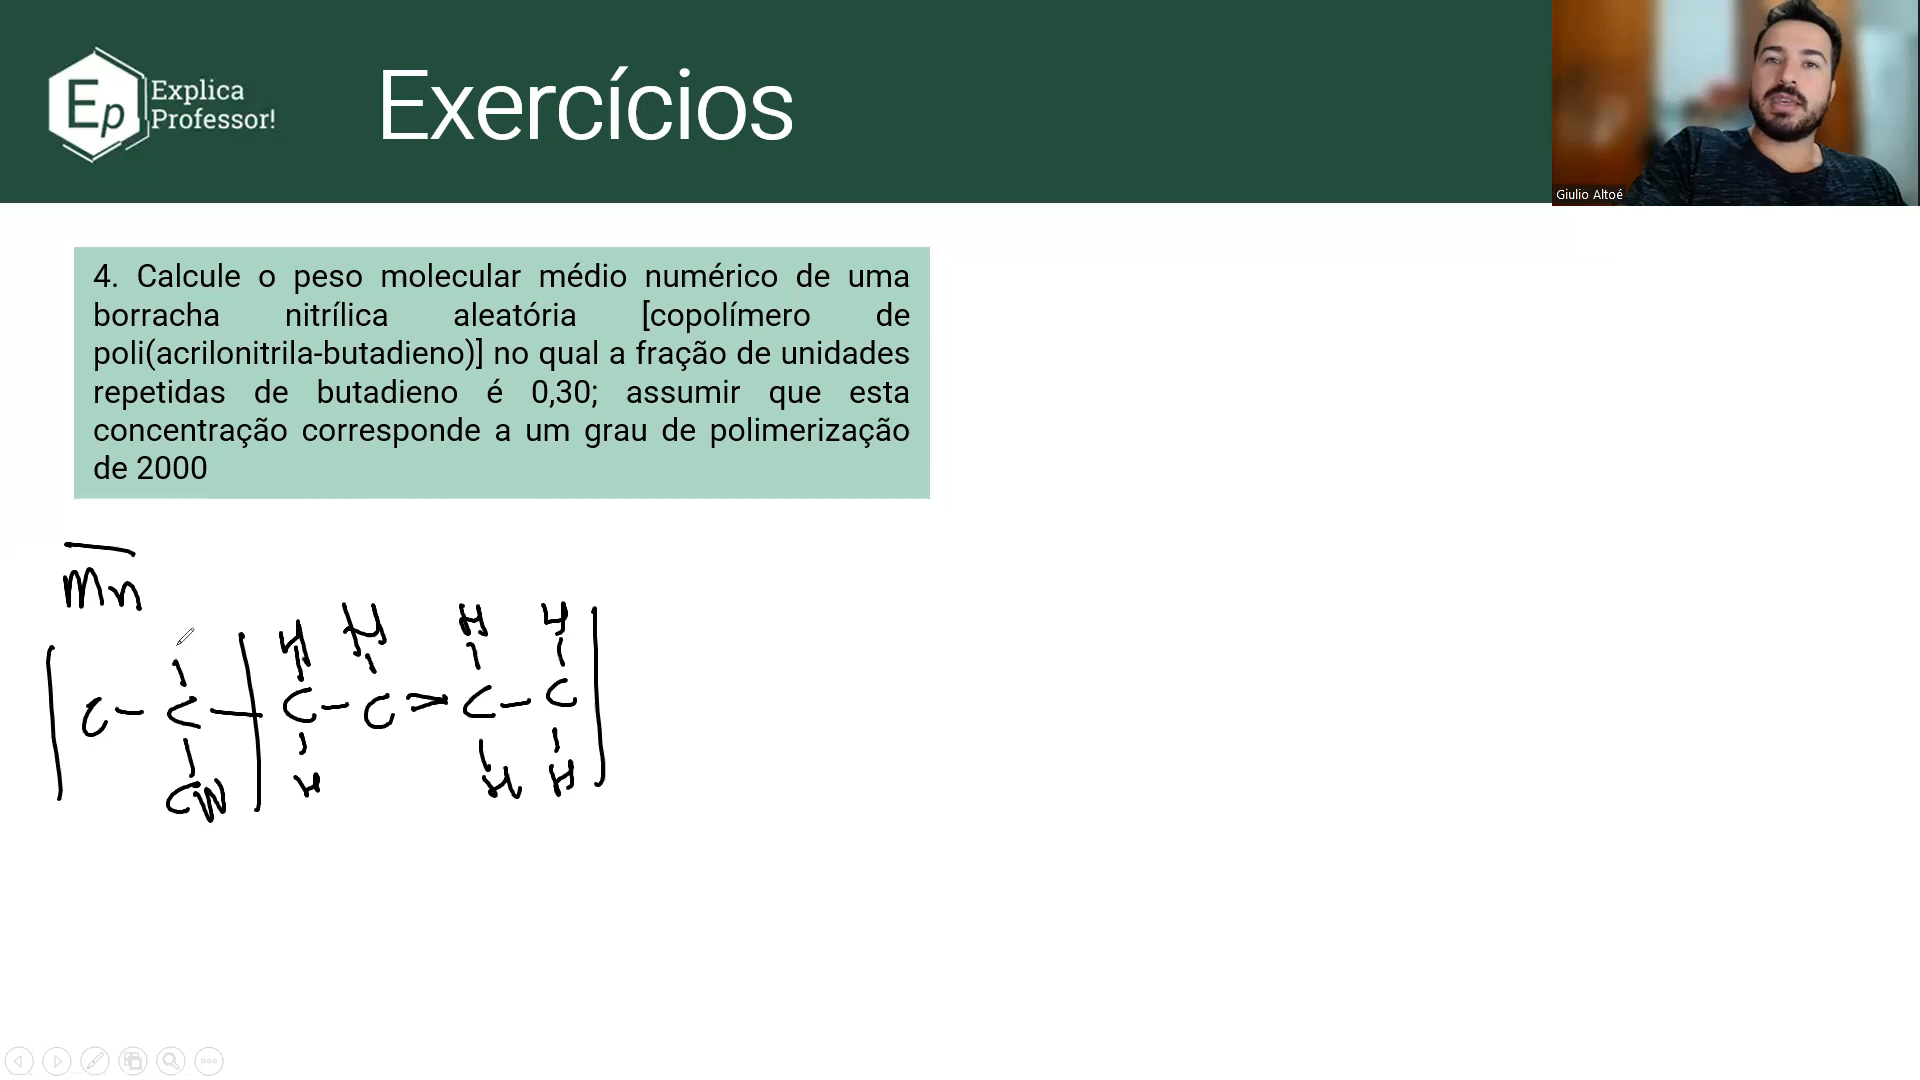 Ep Explica
Professor!
Exercícios
Giulio Altoé
4. Calcule o peso molecular médio numérico de uma
borracha nitrílica aleatória [copolímero de
poli(acrilonitrila-butadieno)] no qual a fração de unidades
repetidas de butadieno é 0,30; assumir que esta
concentração corresponde a um grau de polimerização
de 2000
Mn
H H H H
C - C - C - C = C - C
CN H H H